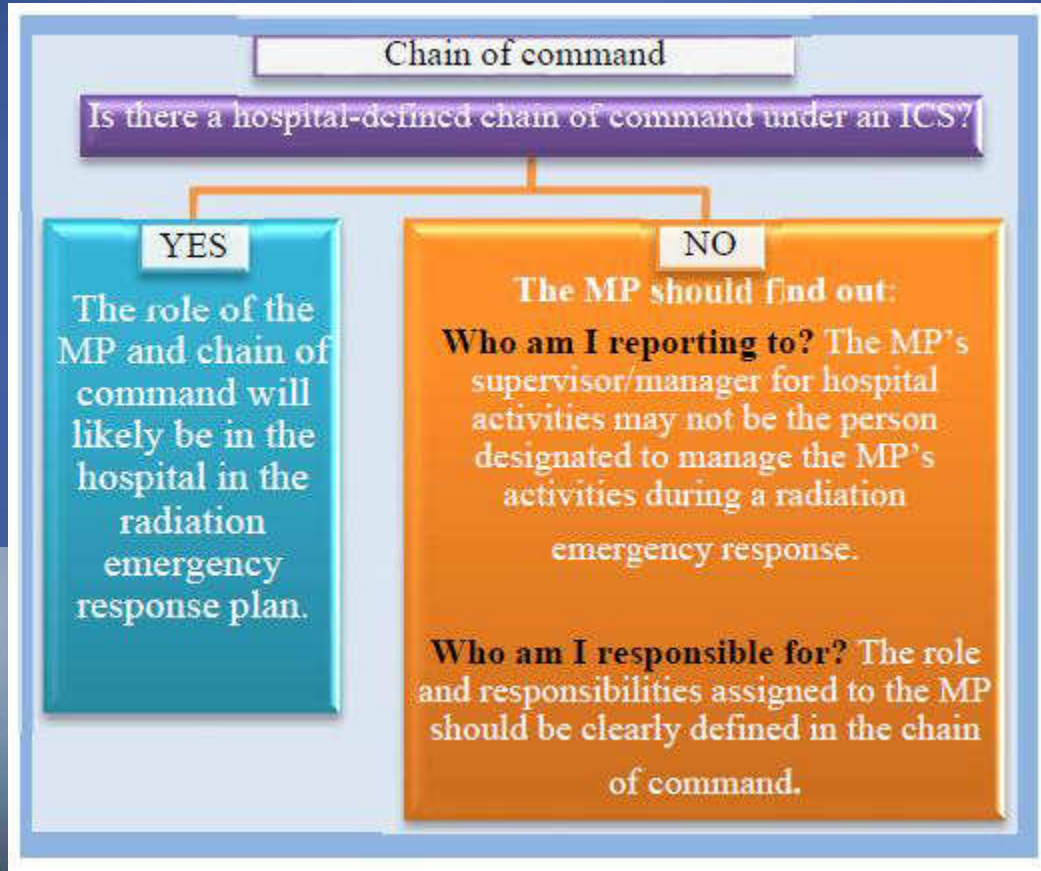 Chain of command
Is there a hospital-defined chain of command under an ICS?
YES
The role of the
MP and chain of
command will
likely be in the
hospital in the
radiation
emergency
response plan.
NO
The MP should find out:
Who am I reporting to? The MP's
supervisor/manager for hospital
activities may not be the person
designated to manage the MP's
activities during a radiation
emergency response.
Who am I responsible for? The role
and responsibilities assigned to the MP
should be clearly defined in the chain
of command.